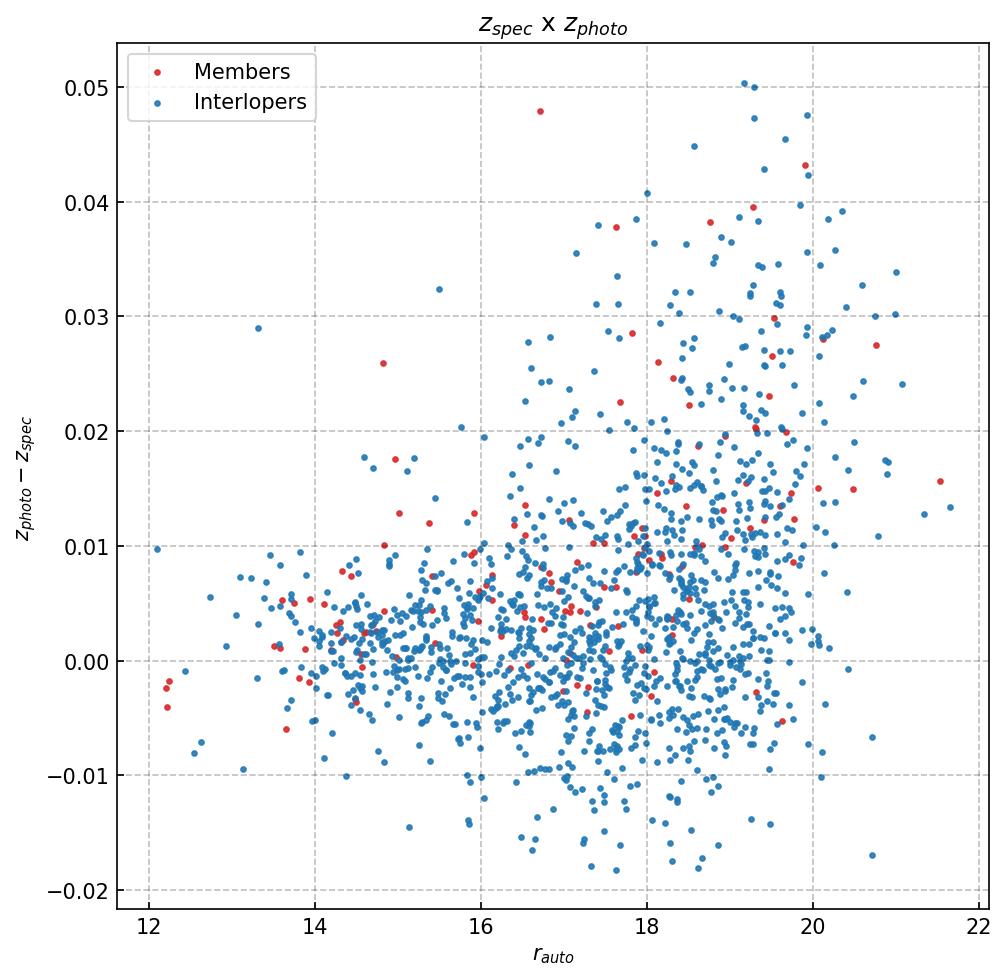 z_spec x z_photo
Members
Interlopers
0.05
0.04
0.03
0.02
0.01
0.00
−0.01
−0.02
z_photo − z_spec
12 14 16 18 20 22
r_auto